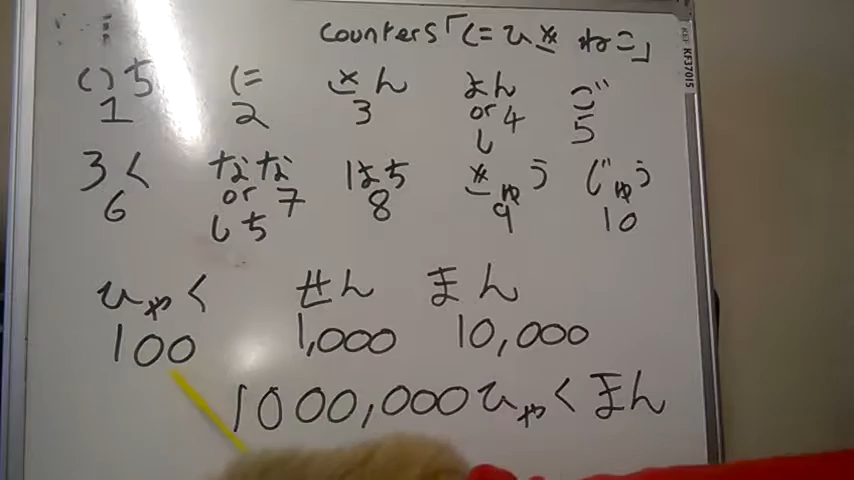 counters「にひき ねこ」
いち に さん よん ご
or
1 2 3 4 5
し
ろく なな はち きゅう じゅう
or
6 7 8 9 10
しち
ひゃく せん まん
100 1,000 10,000
1000,000 ひゃくまん
KF37015